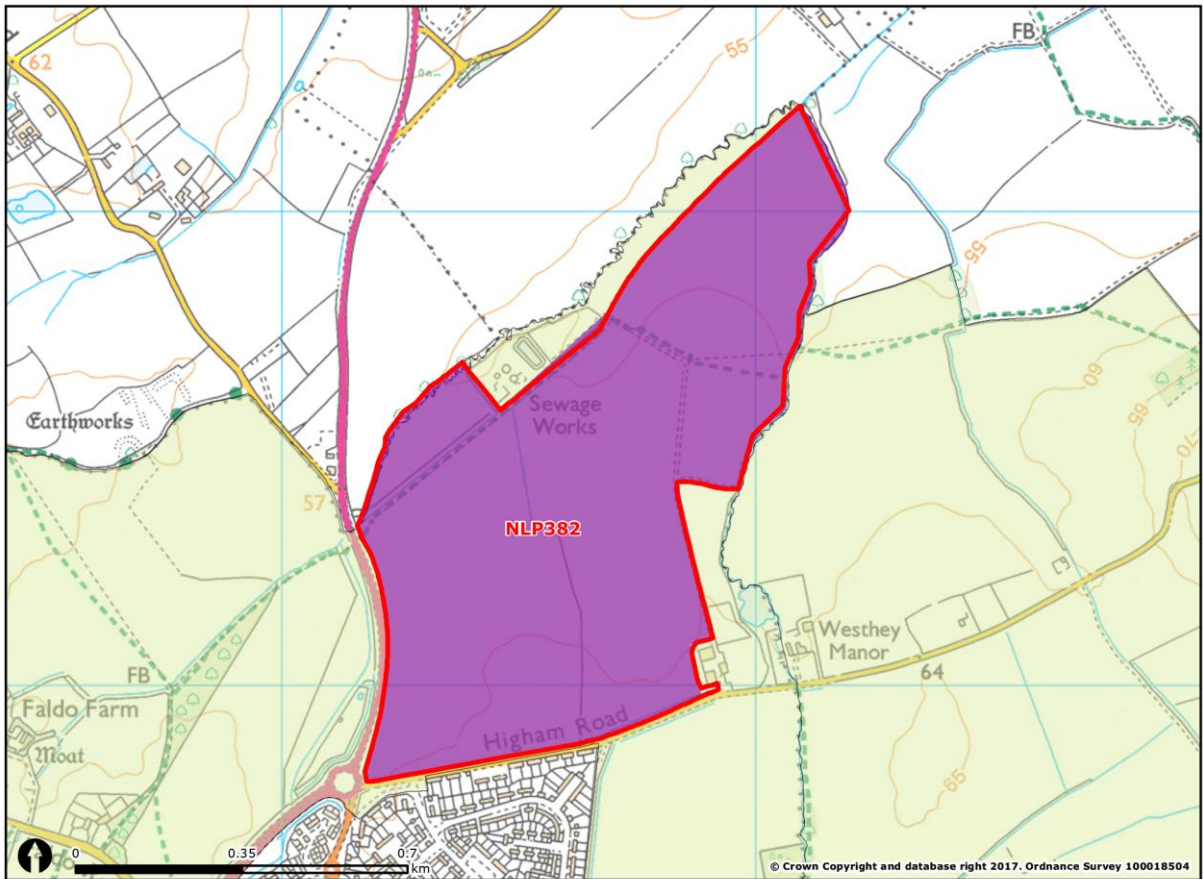 FB
55
62
55
60
65
70
Earthworks
Sewage
Works
57
NLP382
Westhey
Manor
64
FB
Faldo Farm
Moat
Higham Road
65
0 0.35 0.7
km
© Crown Copyright and database right 2017. Ordnance Survey 100018504